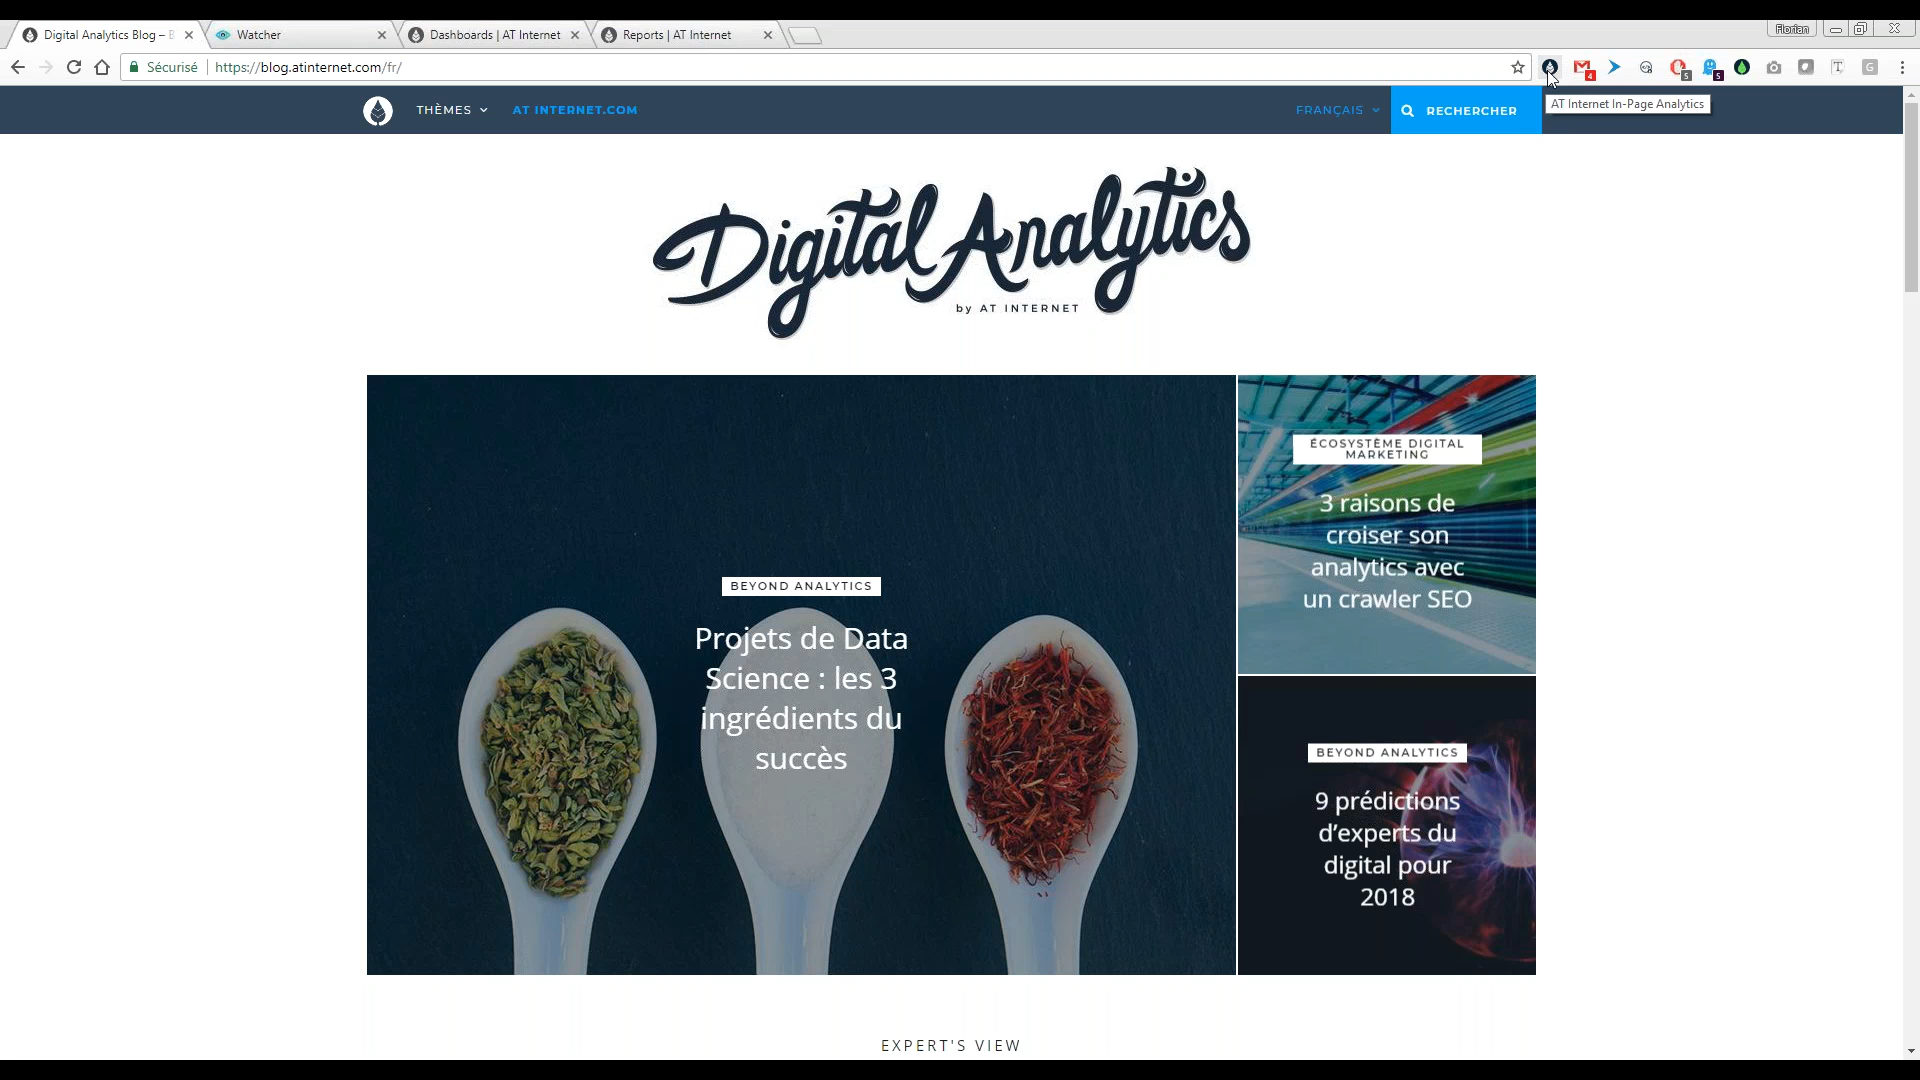 Digital Analytics Blog –
Watcher
Dashboards | AT Internet
Reports | AT Internet
Florian
Sécurisé
https://blog.atinternet.com/fr/
4
5
5
T
G
AT Internet In-Page Analytics
THÈMES
AT INTERNET.COM
FRANÇAIS
RECHERCHER
Digital Analytics
by AT INTERNET
BEYOND ANALYTICS
Projets de Data
Science : les 3
ingrédients du
succès
ÉCOSYSTÈME DIGITAL
MARKETING
3 raisons de
croiser son
analytics avec
un crawler SEO
BEYOND ANALYTICS
9 prédictions
d’experts du
digital pour
2018
EXPERT'S VIEW